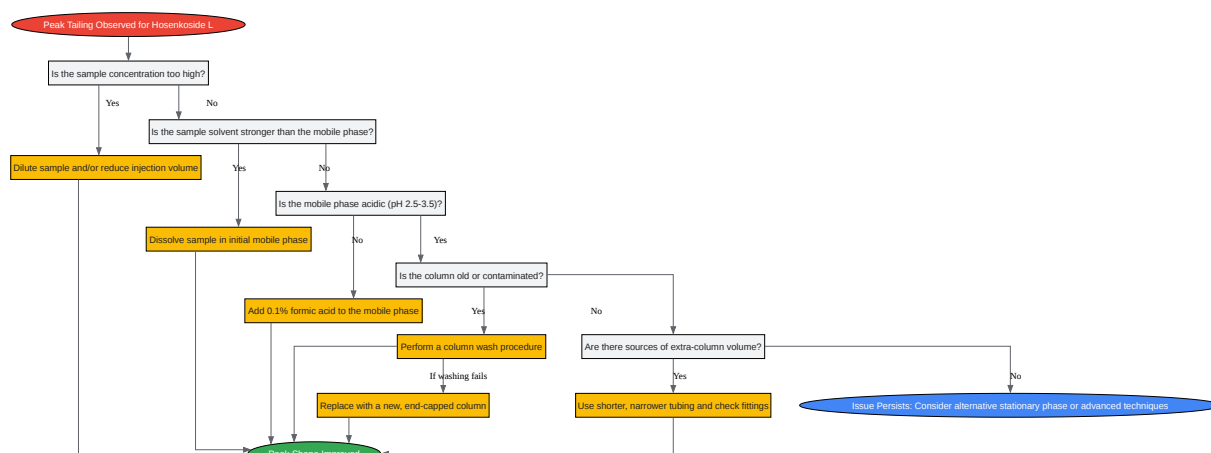 Peak Tailing Observed for Hosenkoside L
Is the sample concentration too high?
Yes
No
Is the sample solvent stronger than the mobile phase?
Dilute sample and/or reduce injection volume
Yes
No
Is the mobile phase acidic (pH 2.5-3.5)?
Dissolve sample in initial mobile phase
No
Yes
Is the column old or contaminated?
Add 0.1% formic acid to the mobile phase
Yes
No
Perform a column wash procedure
Are there sources of extra-column volume?
If washing fails
Yes
No
Replace with a new, end-capped column
Use shorter, narrower tubing and check fittings
Issue Persists: Consider alternative stationary phase or advanced techniques
Peak Shape Improved